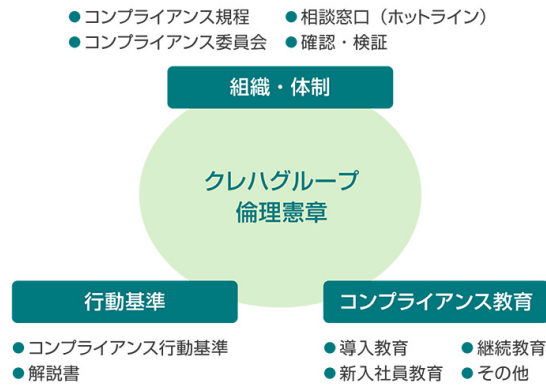 ● コンプライアンス規程 ● 相談窓口（ホットライン）
● コンプライアンス委員会 ● 確認・検証
組織・体制
クレハグループ
倫理憲章
行動基準
● コンプライアンス行動基準
● 解説書
コンプライアンス教育
● 導入教育 ● 継続教育
● 新入社員教育 ● その他